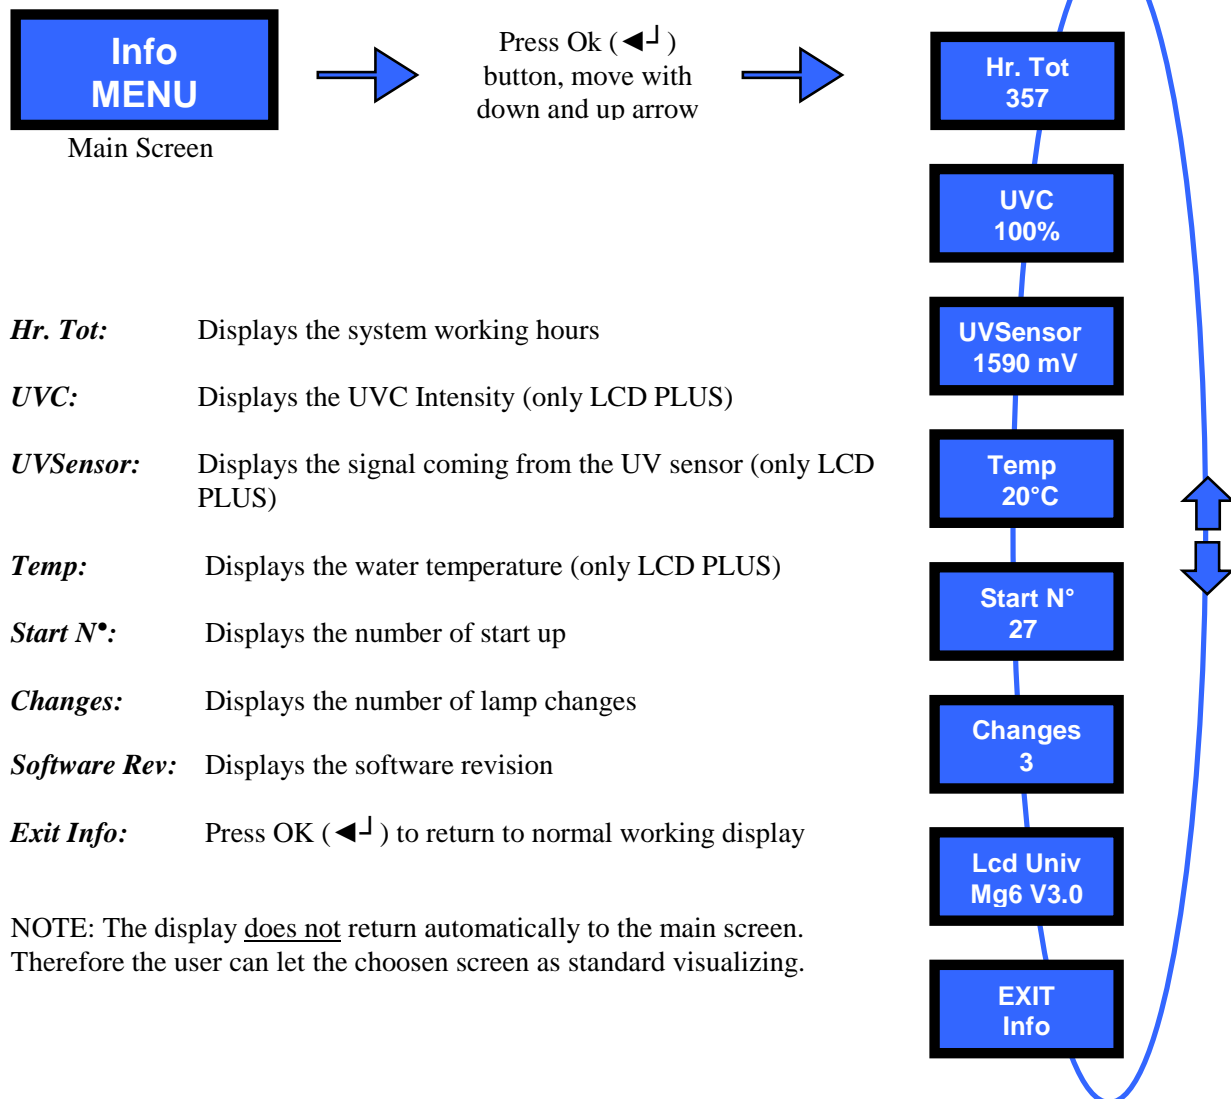 Info
MENU
Main Screen
Press Ok (◄┘)
button, move with
down and up arrow
Hr. Tot
357
UVC
100%
UVSensor
1590 mV
Temp
20°C
Start N°
27
Changes
3
Lcd Univ
Mg6 V3.0
EXIT
Info
Hr. Tot: Displays the system working hours
UVC: Displays the UVC Intensity (only LCD PLUS)
UVSensor: Displays the signal coming from the UV sensor (only LCD
PLUS)
Temp: Displays the water temperature (only LCD PLUS)
Start N•: Displays the number of start up
Changes: Displays the number of lamp changes
Software Rev: Displays the software revision
Exit Info: Press OK (◄┘) to return to normal working display
NOTE: The display does not return automatically to the main screen.
Therefore the user can let the choosen screen as standard visualizing.